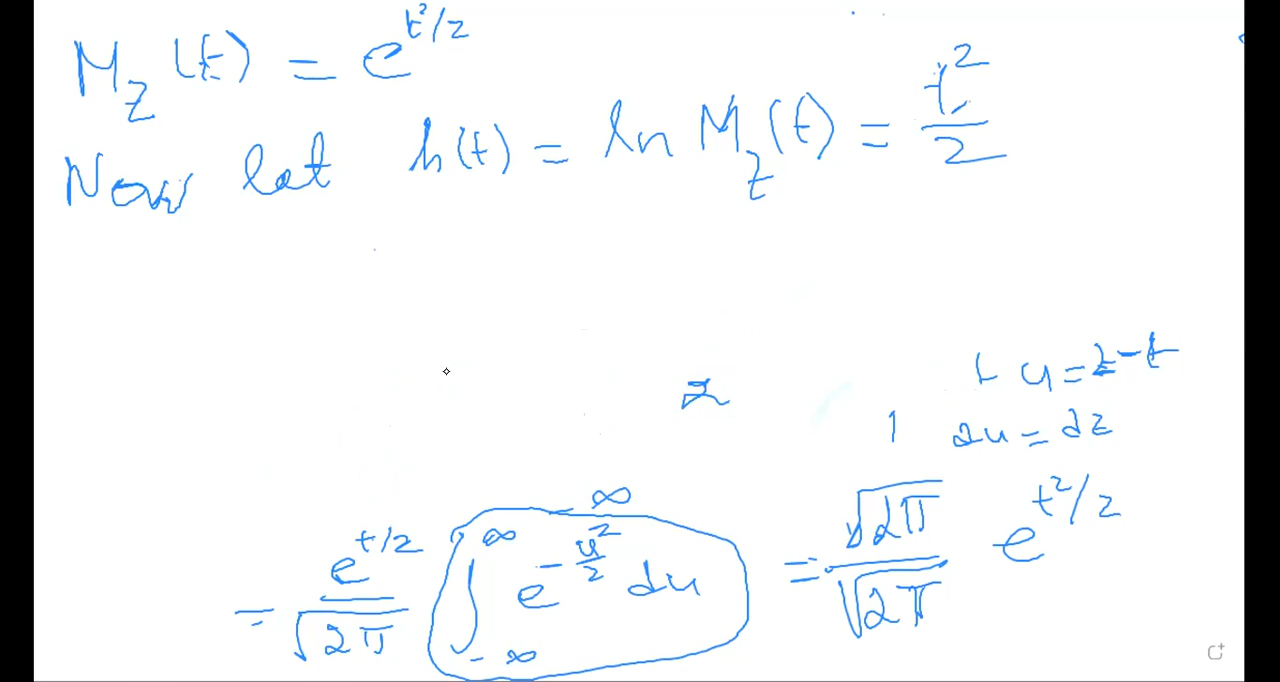 M_Z(t) = e^{t²/2}
Now let h(t) = ln M_Z(t) = t²/2
u = z - t
2
du = dz
= e^{t/2}/√2π ∫_{-∞}^{∞} e^{-u²/2} du = √2π/√2π e^{t²/2}